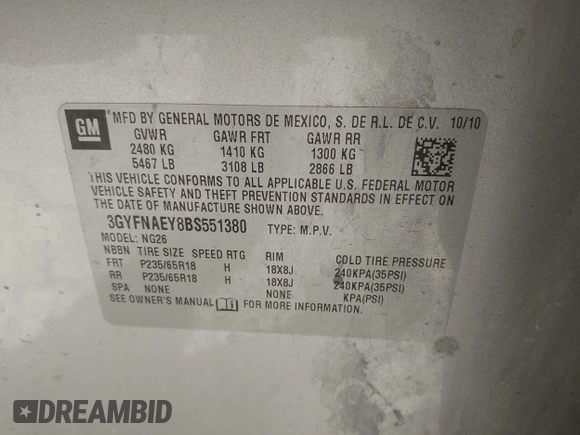 GM
MFD BY GENERAL MOTORS DE MEXICO, S. DE R.L. DE C.V. 10/10
GVWR GAWR FRT GAWR RR
2480 KG 1410 KG 1300 KG
5467 LB 3108 LB 2866 LB
THIS VEHICLE CONFORMS TO ALL APPLICABLE U.S. FEDERAL MOTOR
VEHICLE SAFETY AND THEFT PREVENTION STANDARDS IN EFFECT ON
THE DATE OF MANUFACTURE SHOWN ABOVE.
3GYFNAEY8BS551380 TYPE: M.P.V.
MODEL: NG26
NBBN TIRE SIZE SPEED RTG RIM COLD TIRE PRESSURE
FRT P235/65R18 H 18X8J 240KPA(35PSI)
RR P235/65R18 H 18X8J 240KPA(35PSI)
SPA NONE NONE KPA(PSI)
SEE OWNER'S MANUAL FOR MORE INFORMATION.
DREAMBID